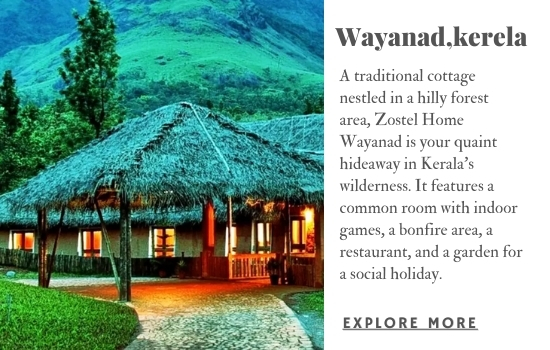 Wayanad,kerela
A traditional cottage
nestled in a hilly forest
area, Zostel Home
Wayanad is your quaint
hideaway in Kerala's
wilderness. It features a
common room with indoor
games, a bonfire area, a
restaurant, and a garden for
a social holiday.
EXPLORE MORE